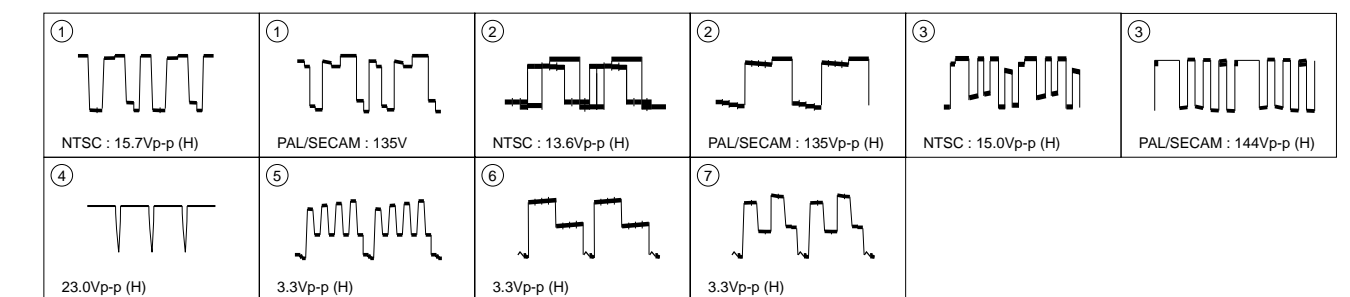 ① ① ② ② ③ ③
NTSC : 15.7Vp-p (H) PAL/SECAM : 135V NTSC : 13.6Vp-p (H) PAL/SECAM : 135Vp-p (H) NTSC : 15.0Vp-p (H) PAL/SECAM : 144Vp-p (H)
④ ⑤ ⑥ ⑦
23.0Vp-p (H) 3.3Vp-p (H) 3.3Vp-p (H) 3.3Vp-p (H)